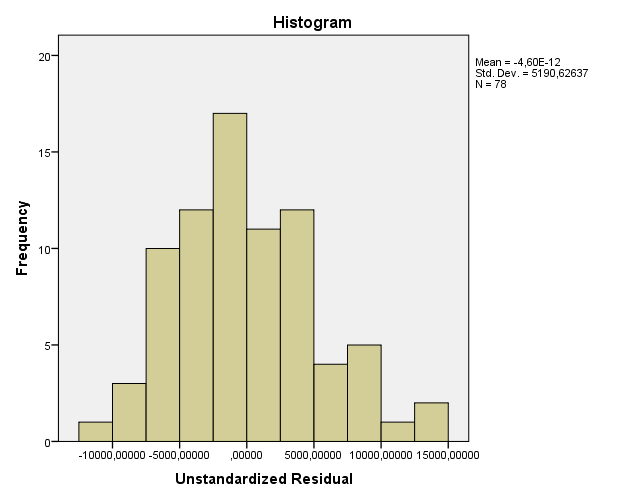 Histogram
Mean = -4,60E-12
Std. Dev. = 5190,62637
N = 78
20
15
10
5
0
Frequency
-10000,00000 -5000,00000 ,00000 5000,00000 10000,00000 15000,00000
Unstandardized Residual